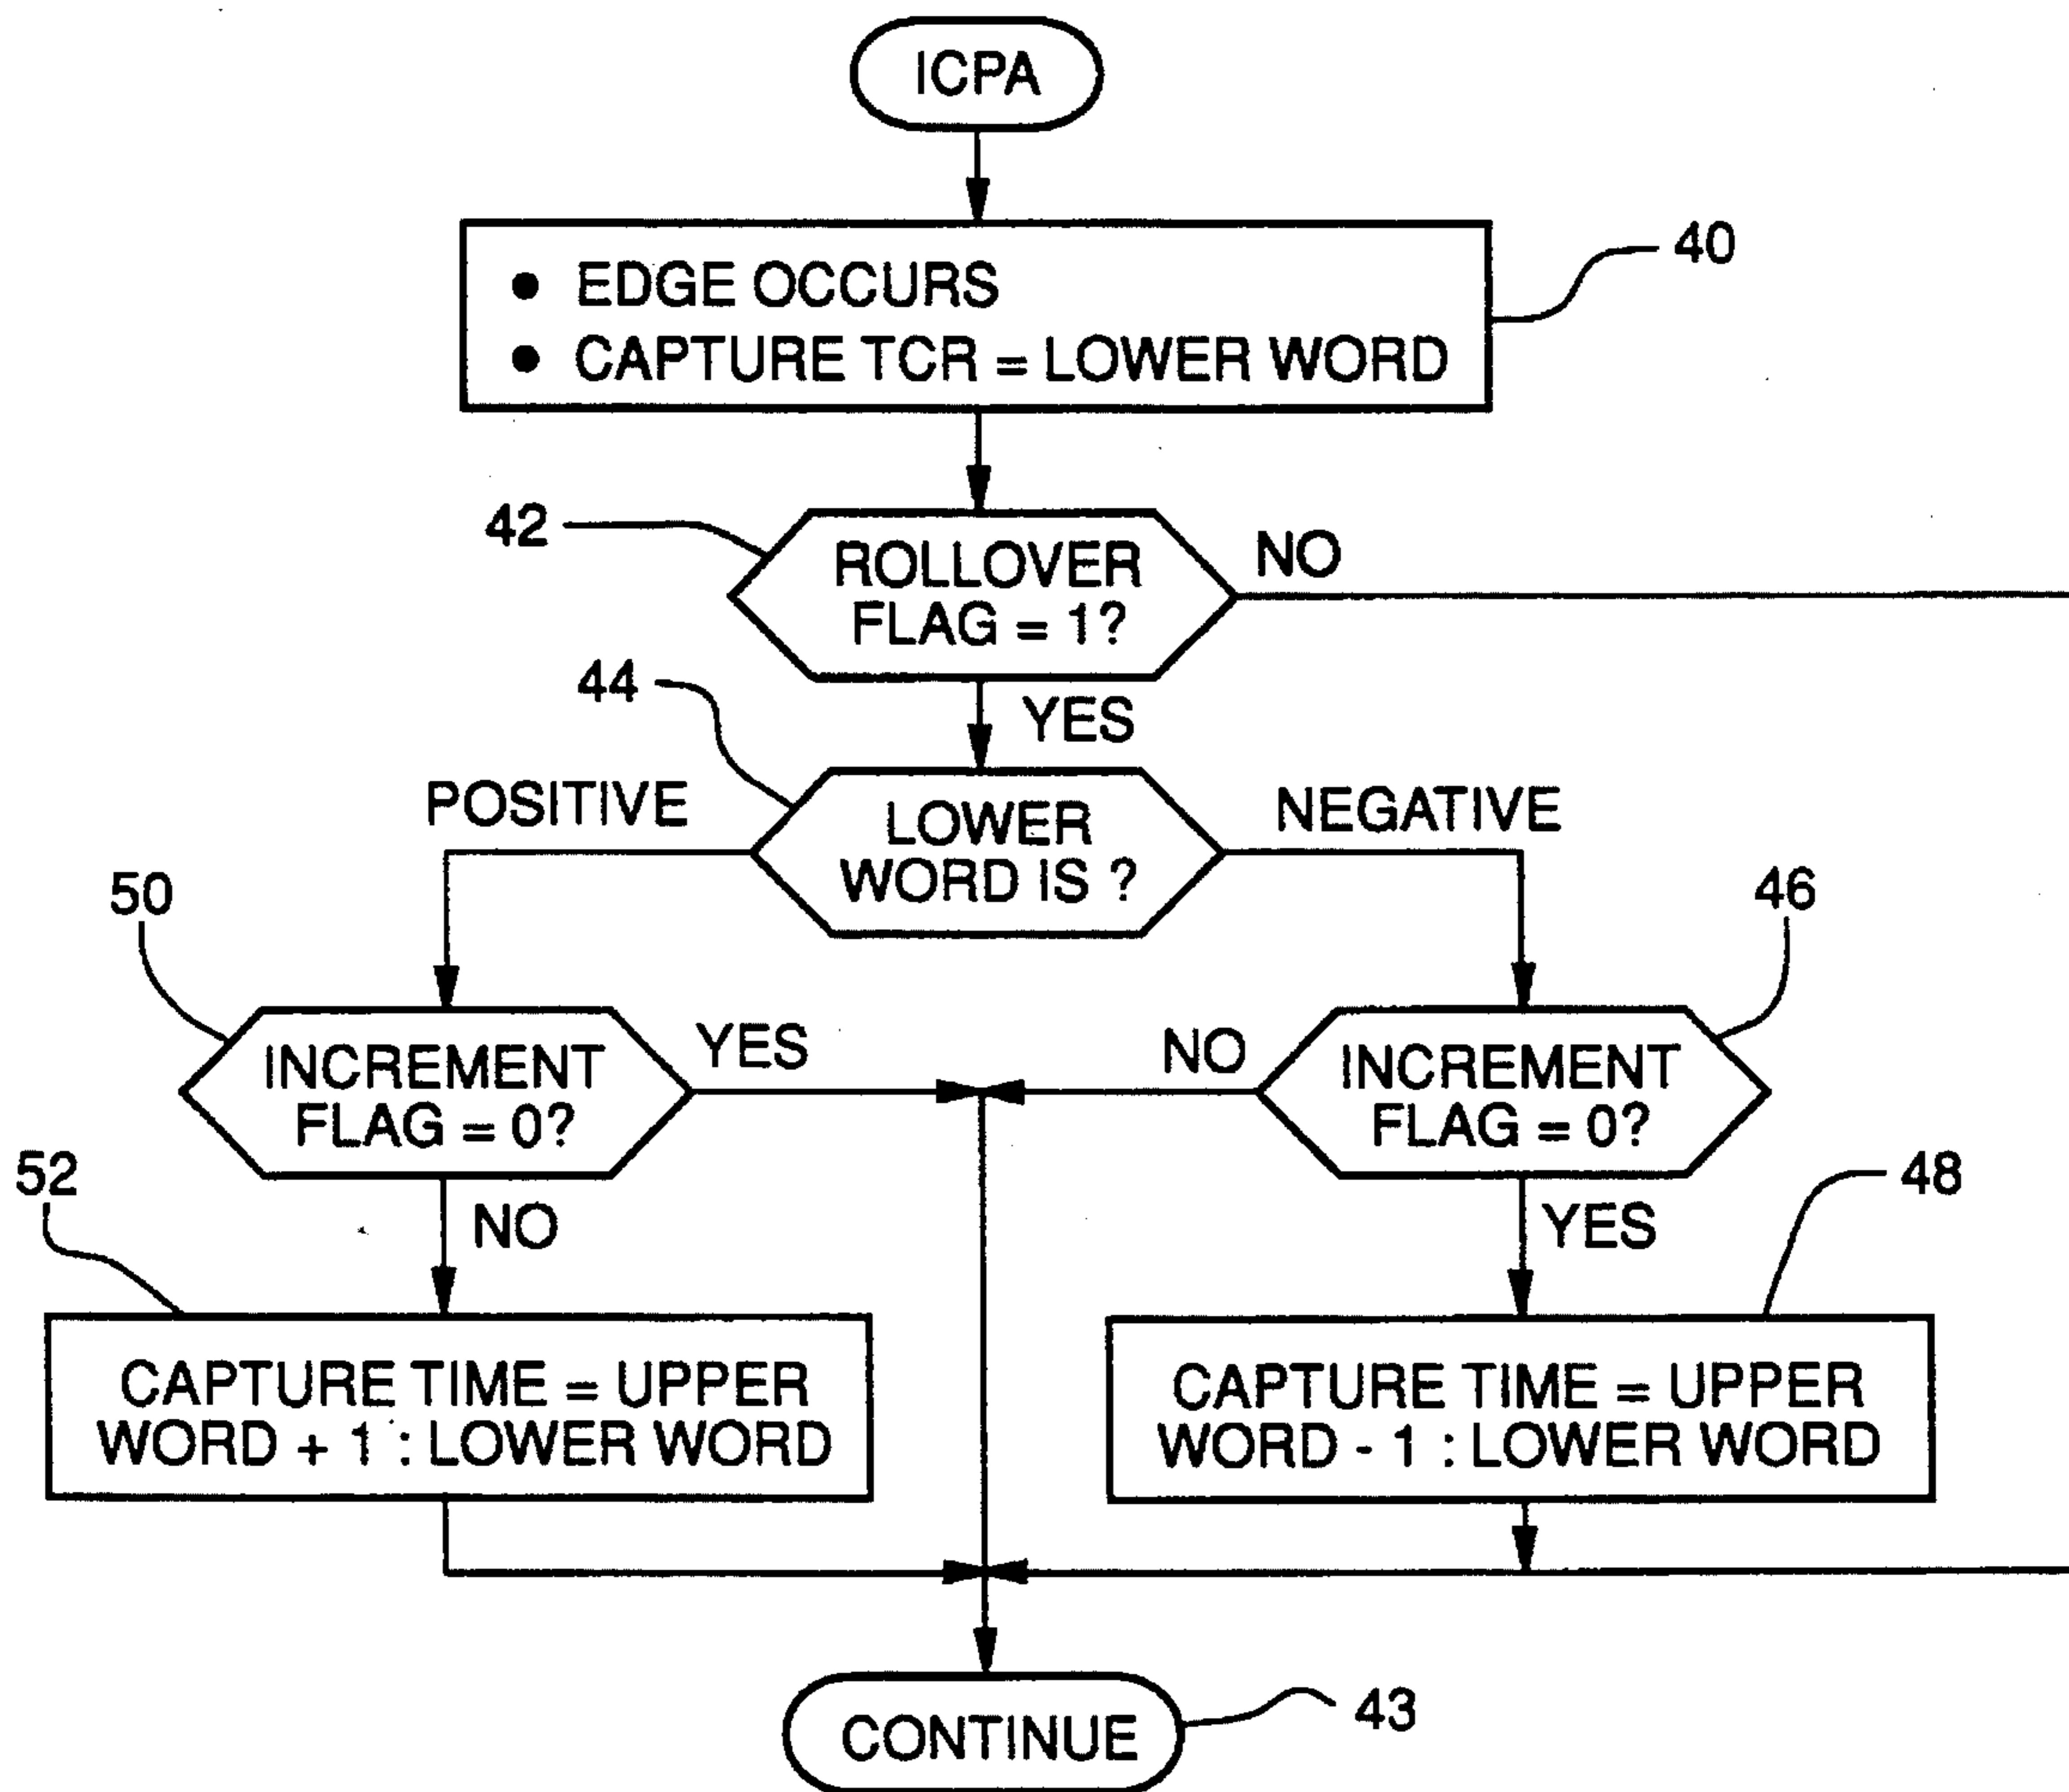 ICPA
• EDGE OCCURS
• CAPTURE TCR = LOWER WORD
40
42
ROLLOVER
FLAG = 1?
NO
YES
44
POSITIVE
LOWER
WORD IS ?
NEGATIVE
50
46
INCREMENT
FLAG = 0?
YES
NO
INCREMENT
FLAG = 0?
52
NO
YES
48
CAPTURE TIME = UPPER
WORD + 1 : LOWER WORD
CAPTURE TIME = UPPER
WORD - 1 : LOWER WORD
CONTINUE
43